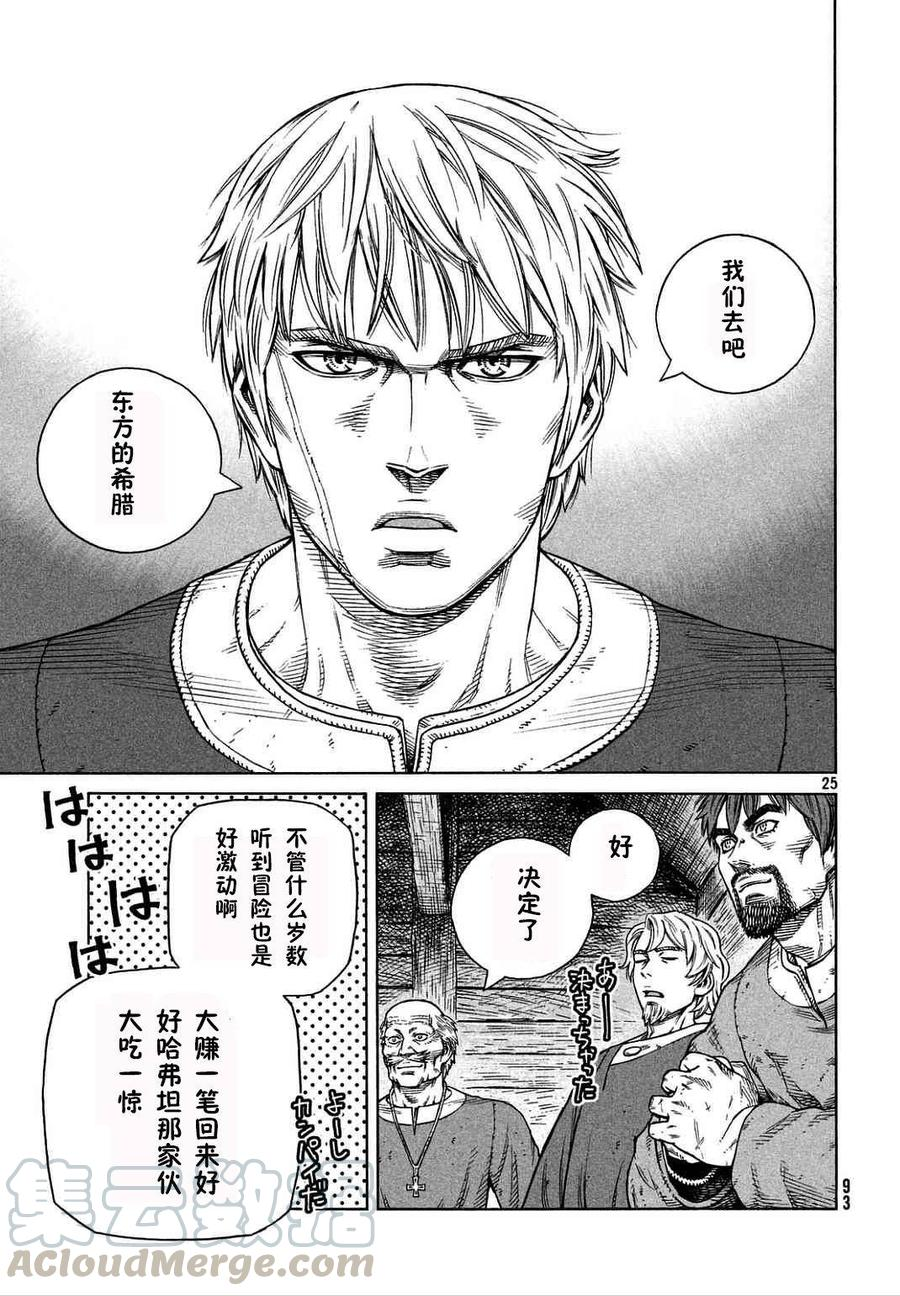 我们去吧
东方的希腊
25
好
决定了
あー
決まっちゃった
不管什么岁数
听到冒险也是
好激动啊
はははは
大赚一笔回来好
好哈弗坦那家伙
大吃一惊
よーし
カンパイだ
93
集云数据
AcloudMerge.com